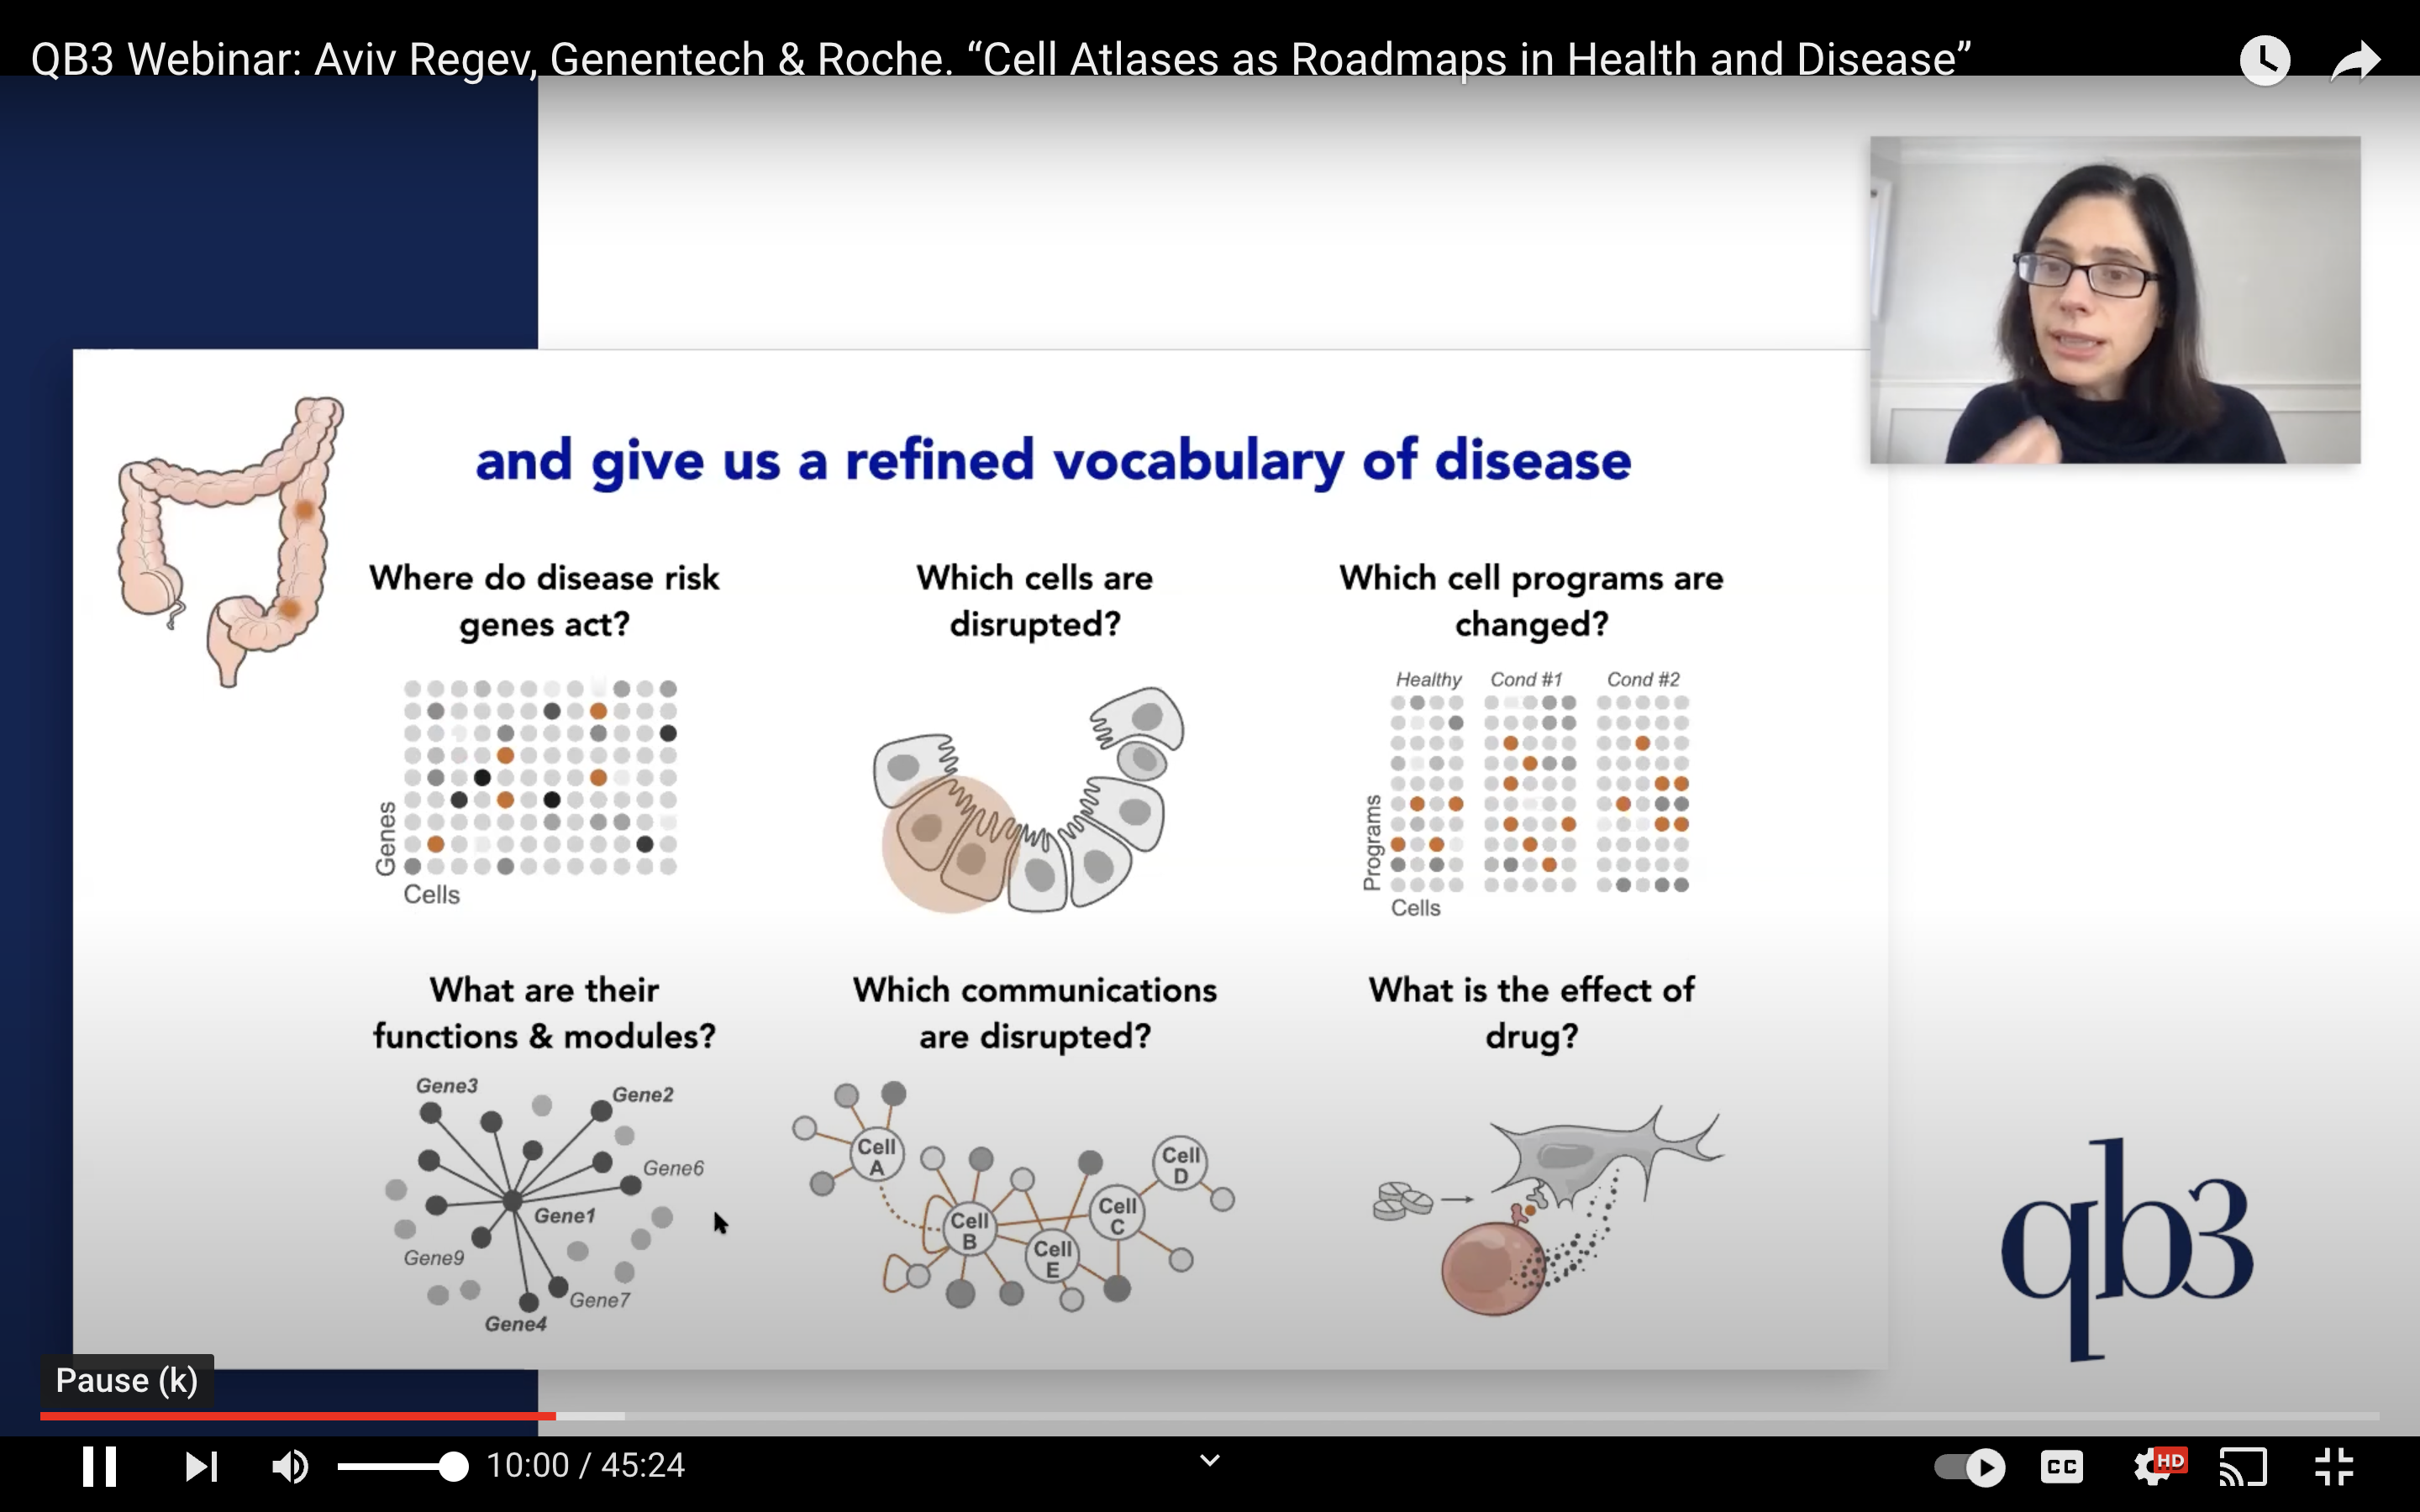 QB3 Webinar: Aviv Regev, Genentech & Roche. “Cell Atlases as Roadmaps in Health and Disease”
and give us a refined vocabulary of disease
Where do disease risk
genes act?
Genes
Cells
Which cells are
disrupted?
Which cell programs are
changed?
Healthy Cond #1 Cond #2
Programs
Cells
What are their
functions & modules?
Gene3
Gene2
Gene6
Gene1
Gene9
Gene7
Gene4
Which communications
are disrupted?
Cell
A
Cell
B
Cell
E
Cell
C
Cell
D
What is the effect of
drug?
qb3
Pause (k)
10:00 / 45:24
CC
HD